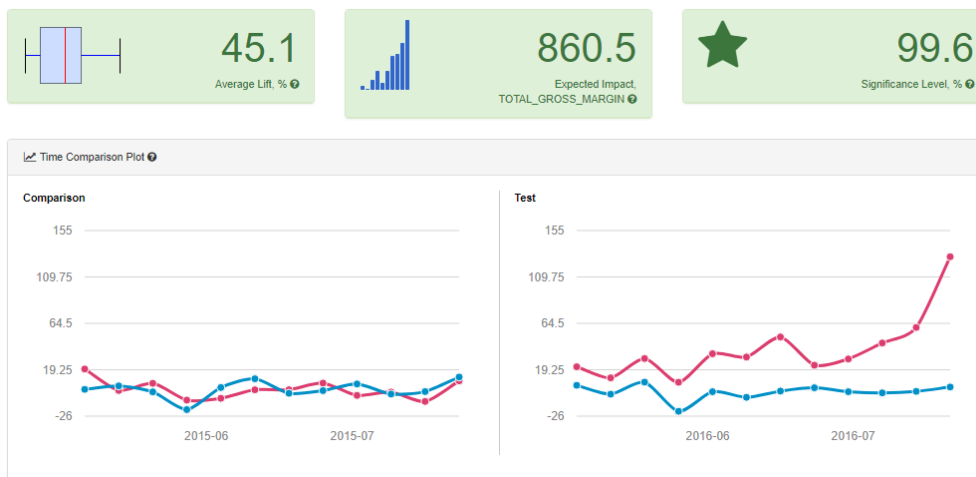 45.1
Average Lift, %
860.5
Expected Impact,
TOTAL_GROSS_MARGIN
99.6
Significance Level, %
Time Comparison Plot
Comparison
155
109.75
64.5
19.25
-26
2015-06
2015-07
Test
155
109.75
64.5
19.25
-26
2016-06
2016-07